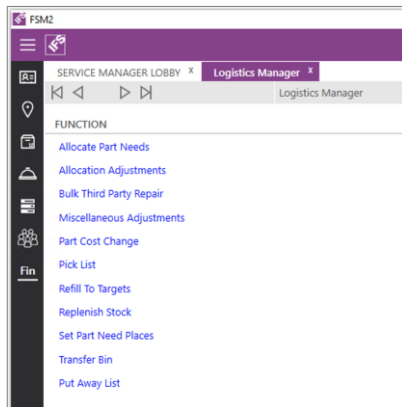 FSM2
SERVICE MANAGER LOBBY x Logistics Manager x
Logistics Manager
FUNCTION
Allocate Part Needs
Allocation Adjustments
Bulk Third Party Repair
Miscellaneous Adjustments
Part Cost Change
Pick List
Fin
Refill To Targets
Replenish Stock
Set Part Need Places
Transfer Bin
Put Away List